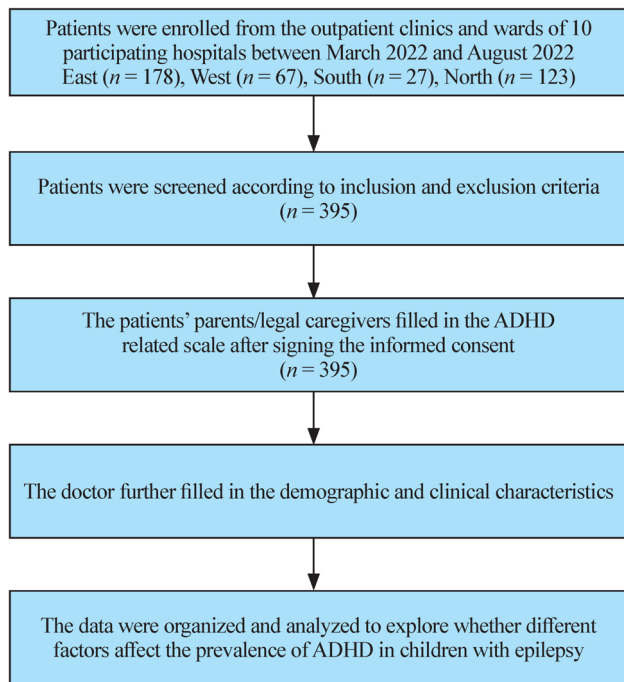 Patients were enrolled from the outpatient clinics and wards of 10
participating hospitals between March 2022 and August 2022
East (n = 178), West (n = 67), South (n = 27), North (n = 123)
Patients were screened according to inclusion and exclusion criteria
(n = 395)
The patients' parents/legal caregivers filled in the ADHD
related scale after signing the informed consent
(n = 395)
The doctor further filled in the demographic and clinical characteristics
The data were organized and analyzed to explore whether different
factors affect the prevalence of ADHD in children with epilepsy